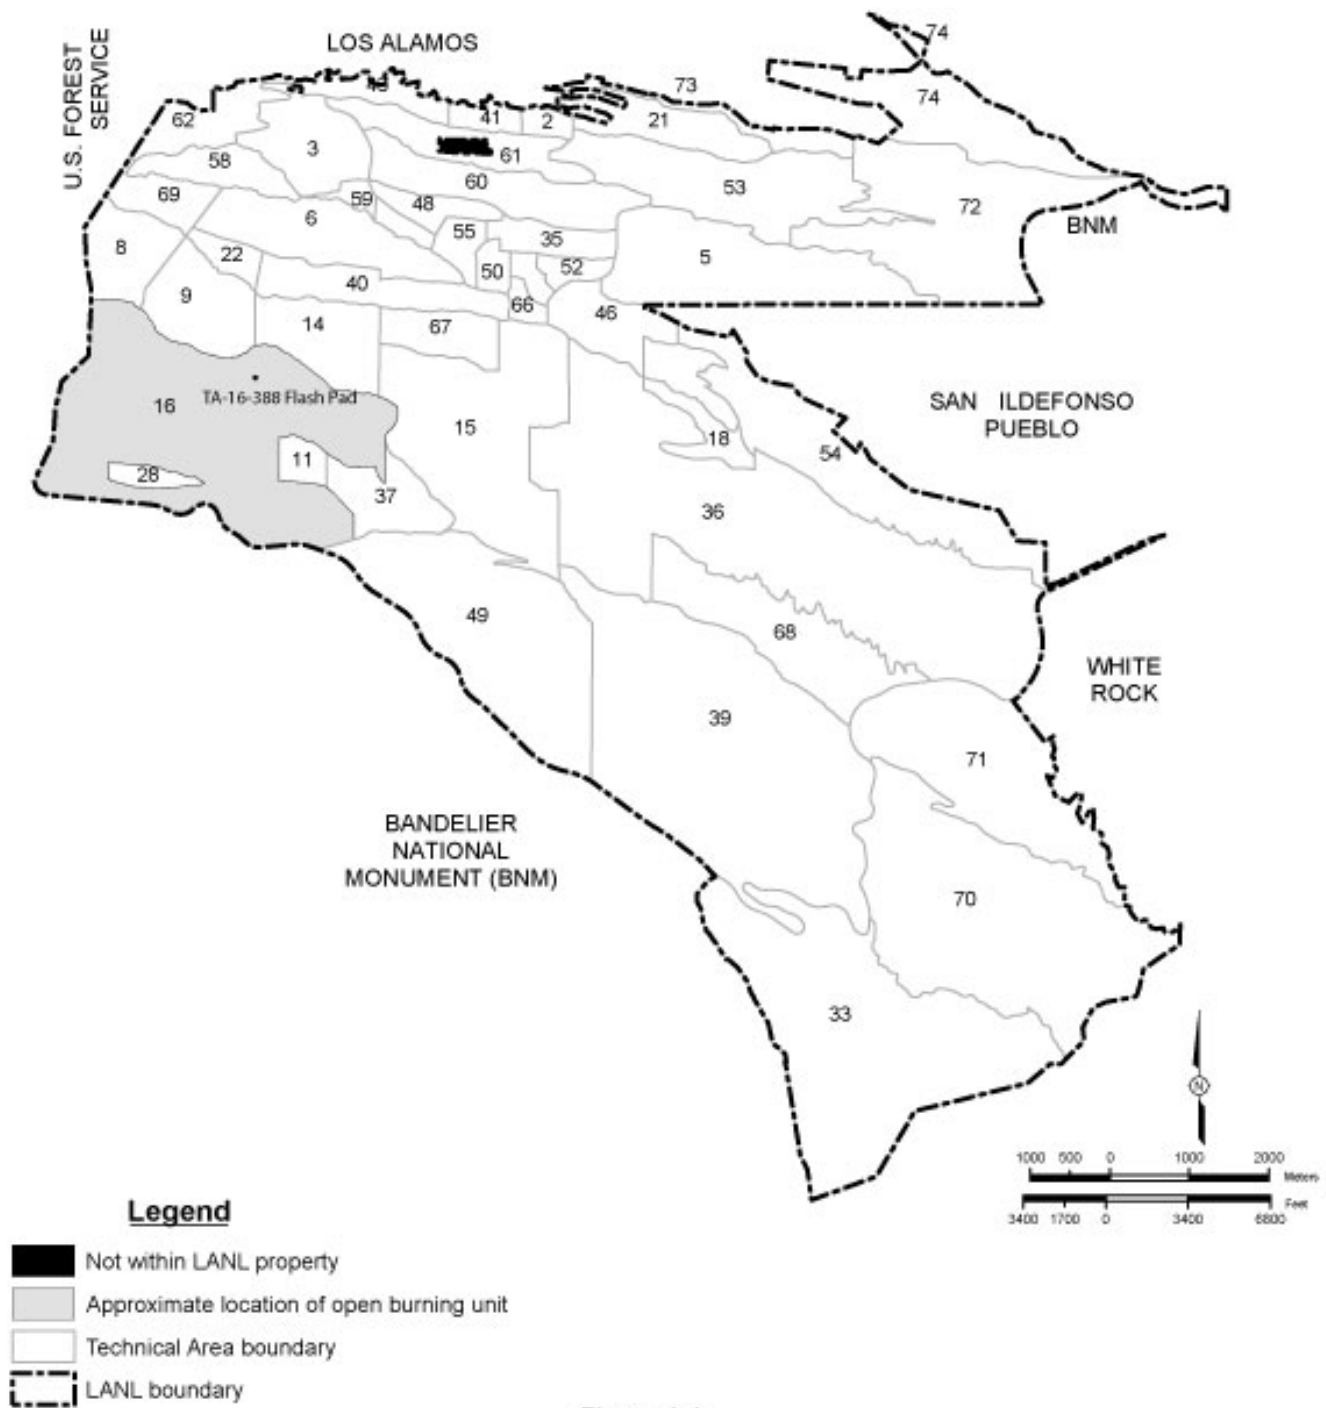 LOS ALAMOS
U.S. FOREST
SERVICE
74
74
73
62
41
2
21
3
61
58
60
53
69
59
48
72
6
BNM
8
22
55
35
5
50
52
9
40
66
46
14
67
16
TA-16-388 Flash Pad
SAN ILDEFONSO
PUEBLO
15
18
54
11
28
37
36
49
68
WHITE
ROCK
39
71
BANDELIER
NATIONAL
MONUMENT (BNM)
70
33
N
1000 500 0 1000 2000
Meters
Feet
3400 1700 0 3400 6800
Legend
Not within LANL property
Approximate location of open burning unit
Technical Area boundary
LANL boundary